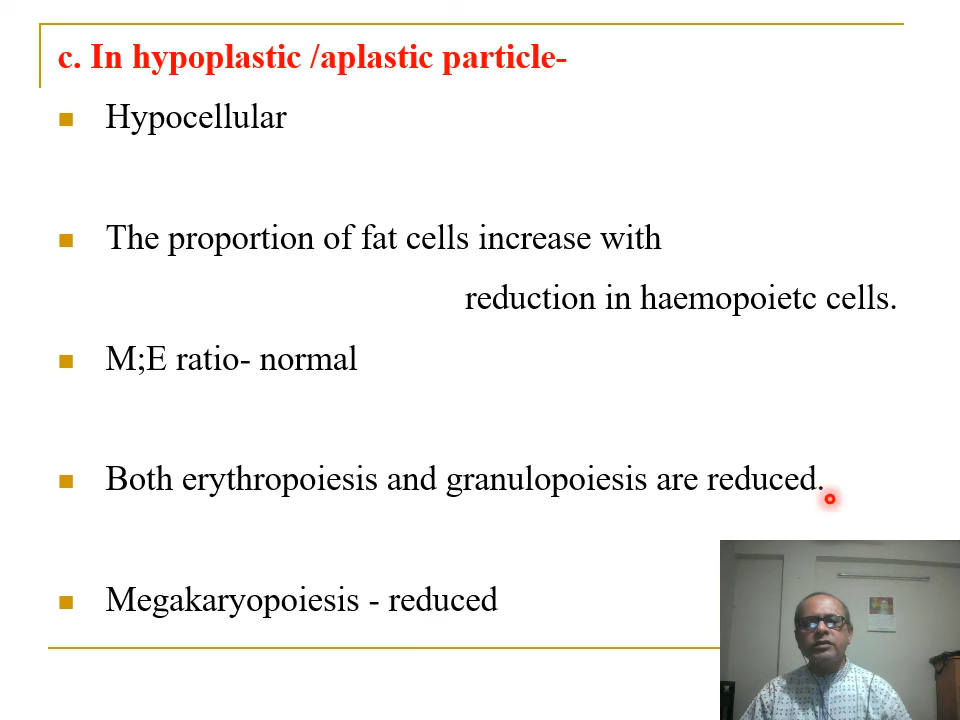 c. In hypoplastic /aplastic particle-
Hypocellular
The proportion of fat cells increase with
reduction in haemopoietc cells.
M;E ratio- normal
Both erythropoiesis and granulopoiesis are reduced.
Megakaryopoiesis - reduced